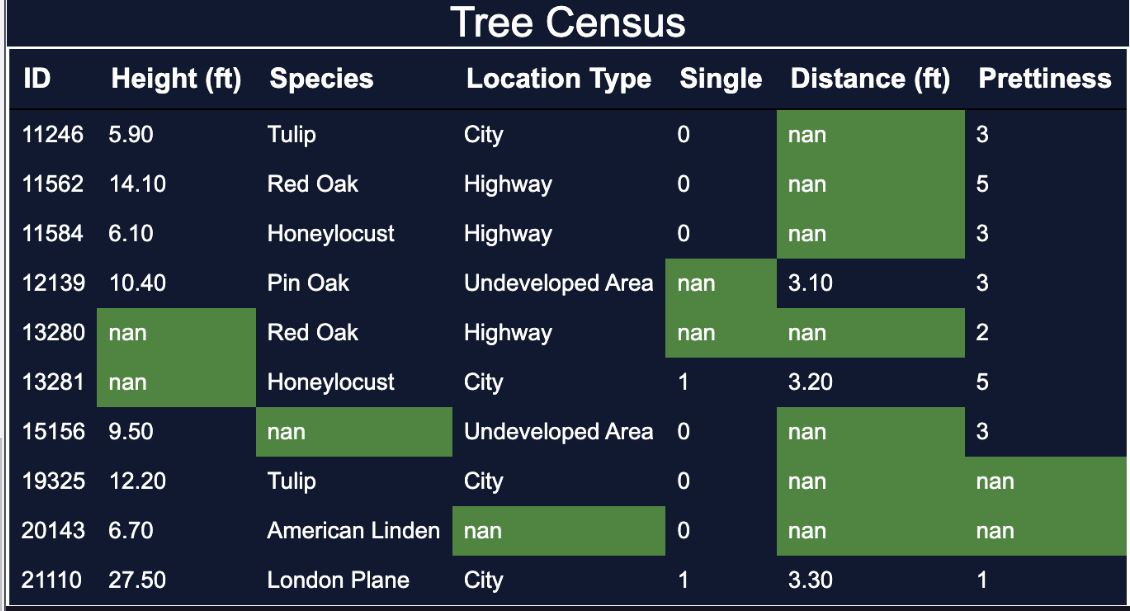 Tree Census
ID Height (ft) Species Location Type Single Distance (ft) Prettiness
11246 5.90 Tulip City 0 nan 3
11562 14.10 Red Oak Highway 0 nan 5
11584 6.10 Honeylocust Highway 0 nan 3
12139 10.40 Pin Oak Undeveloped Area nan 3.10 3
13280 nan Red Oak Highway nan nan 2
13281 nan Honeylocust City 1 3.20 5
15156 9.50 nan Undeveloped Area 0 nan 3
19325 12.20 Tulip City 0 nan nan
20143 6.70 American Linden nan 0 nan nan
21110 27.50 London Plane City 1 3.30 1